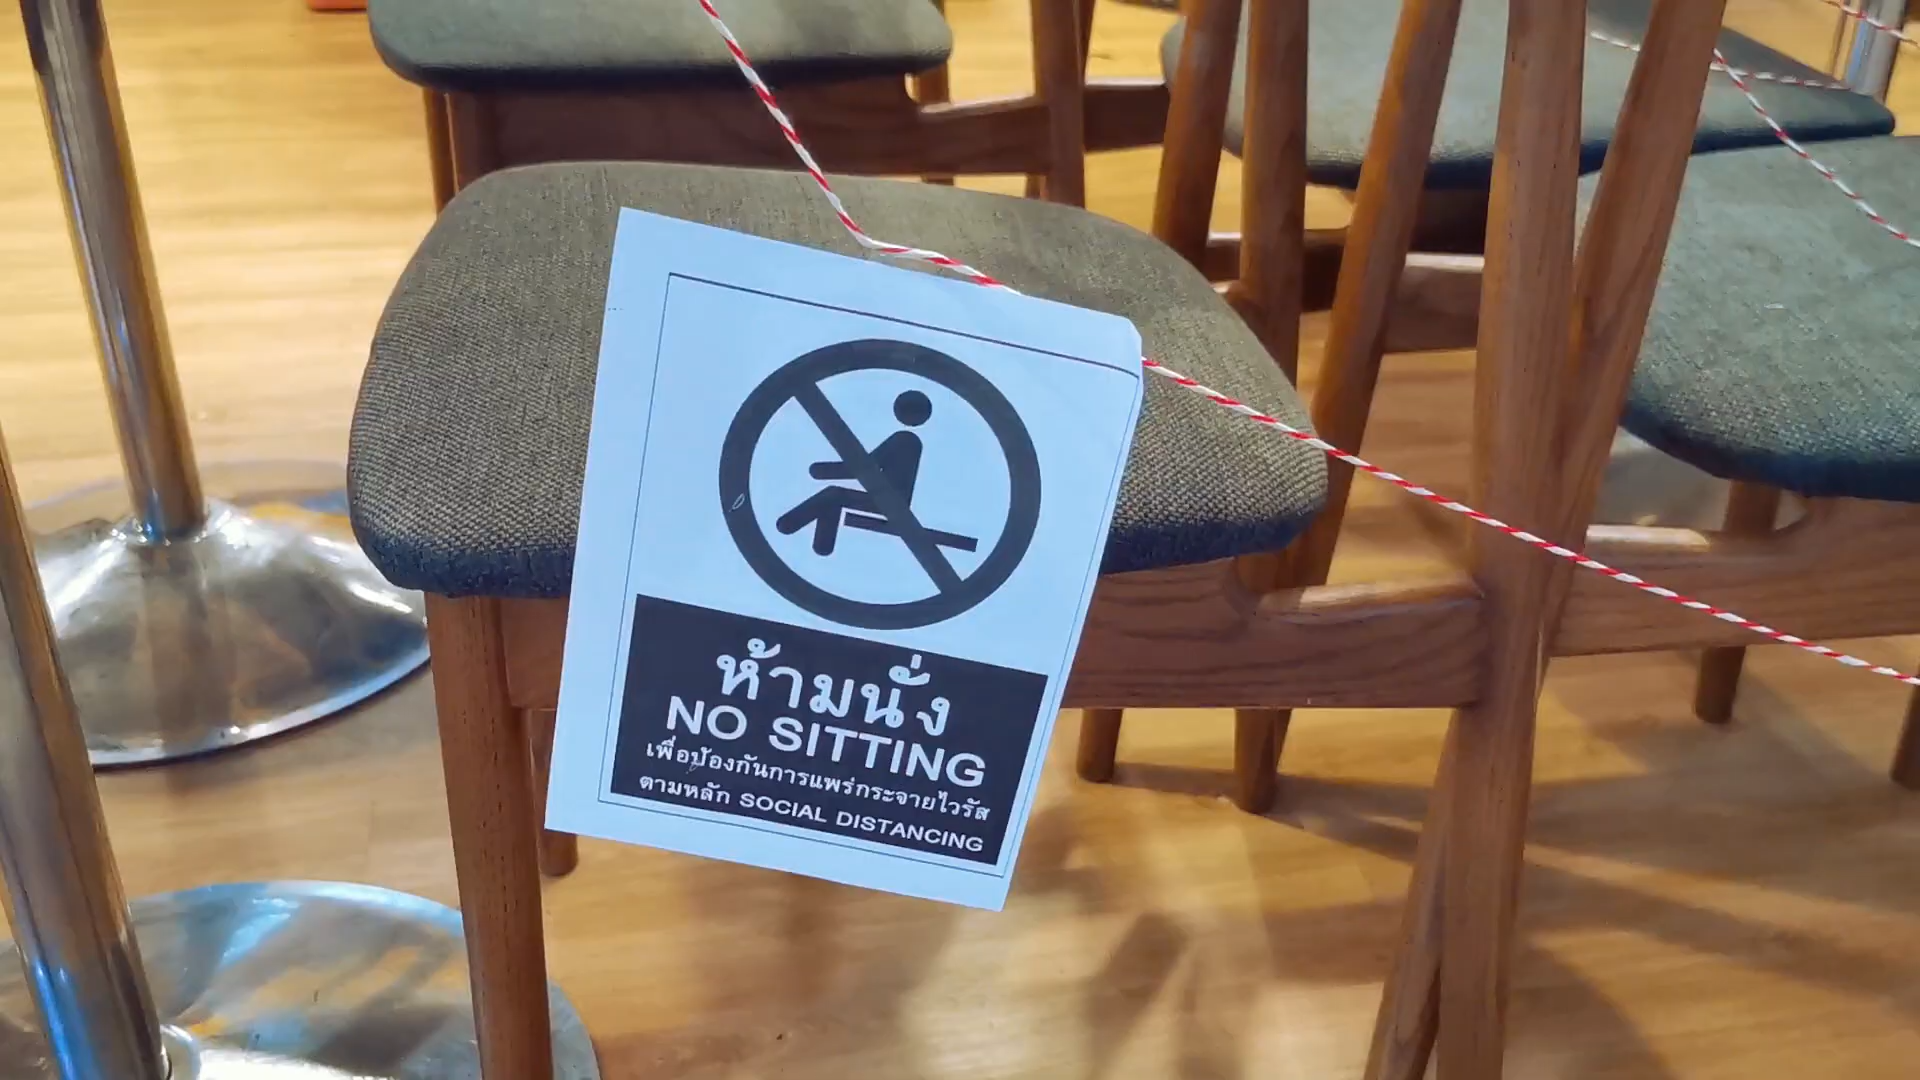 ห้ามนั่ง
NO SITTING
เพื่อป้องกันการแพร่กระจายไวรัส
ตามหลัก SOCIAL DISTANCING